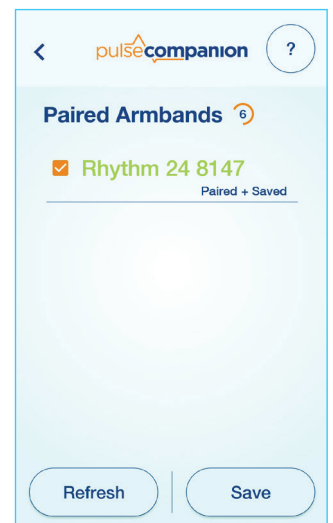 pulsecompanion
?
Paired Armbands 6
Rhythm 24 8147
Paired + Saved
Refresh
Save